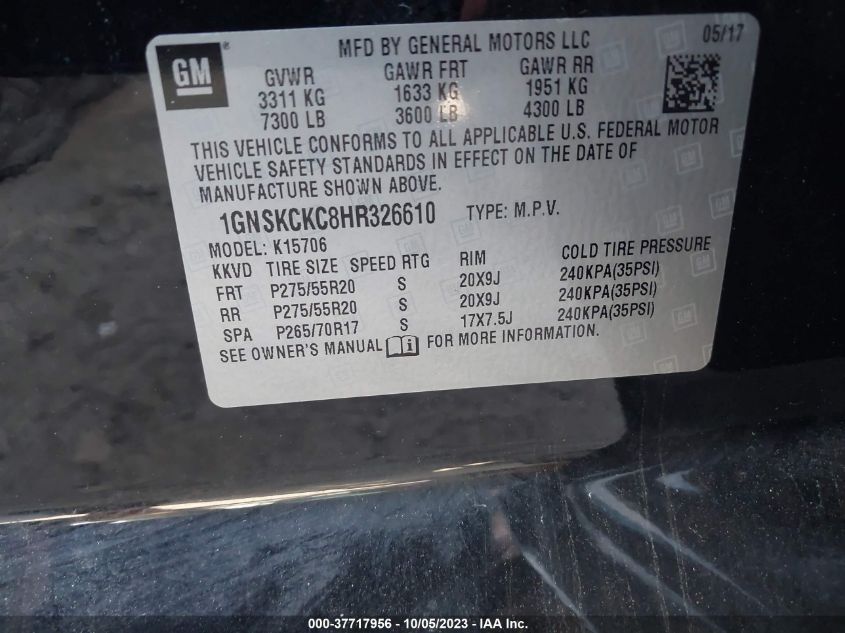 GM®
MFD BY GENERAL MOTORS LLC 05/17
GVWR GAWR FRT GAWR RR
3311 KG 1633 KG 1951 KG
7300 LB 3600 LB 4300 LB
THIS VEHICLE CONFORMS TO ALL APPLICABLE U.S. FEDERAL MOTOR
VEHICLE SAFETY STANDARDS IN EFFECT ON THE DATE OF
MANUFACTURE SHOWN ABOVE.
1GNSKCKC8HR326610 TYPE: M.P.V.
MODEL: K15706
KKVD TIRE SIZE SPEED RTG RIM COLD TIRE PRESSURE
FRT P275/55R20 S 20X9J 240KPA(35PSI)
RR P275/55R20 S 20X9J 240KPA(35PSI)
SPA P265/70R17 S 17X7.5J 240KPA(35PSI)
SEE OWNER'S MANUAL FOR MORE INFORMATION.
000-37717956 - 10/05/2023 - IAA Inc.